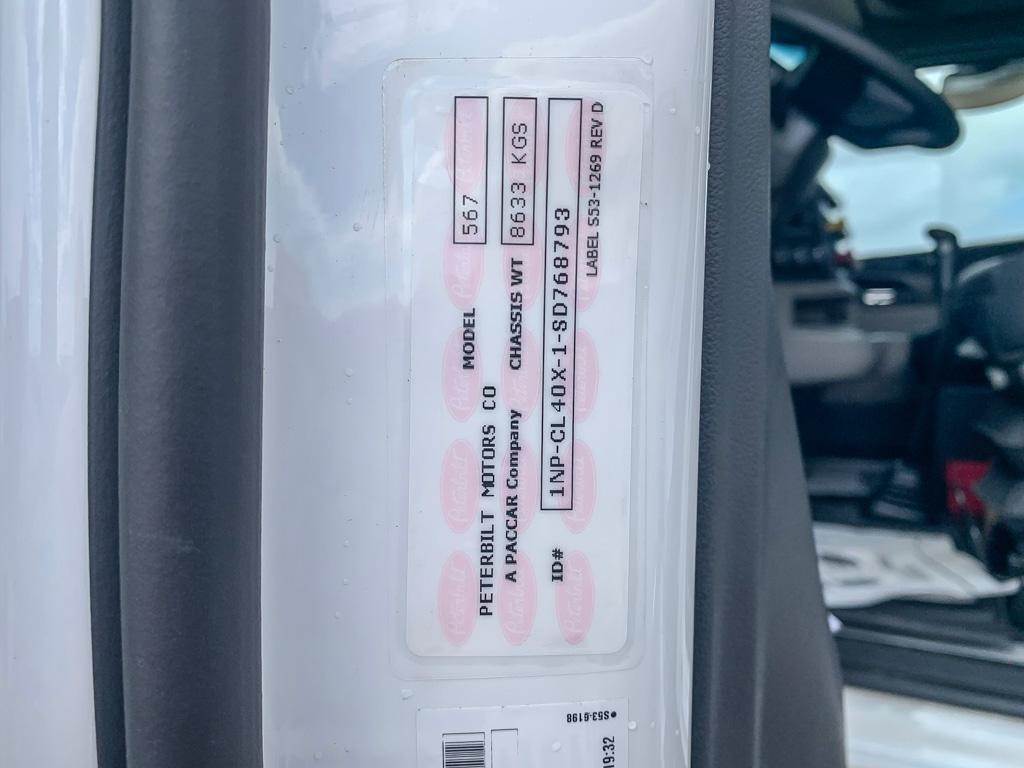 PETERBILT MOTORS CO MODEL 567
A PACCAR Company CHASSIS WT 8633 KGS
ID# 1NP-CL40X-1-SD768793
LABEL S53-1269 REV D
•S53-6198